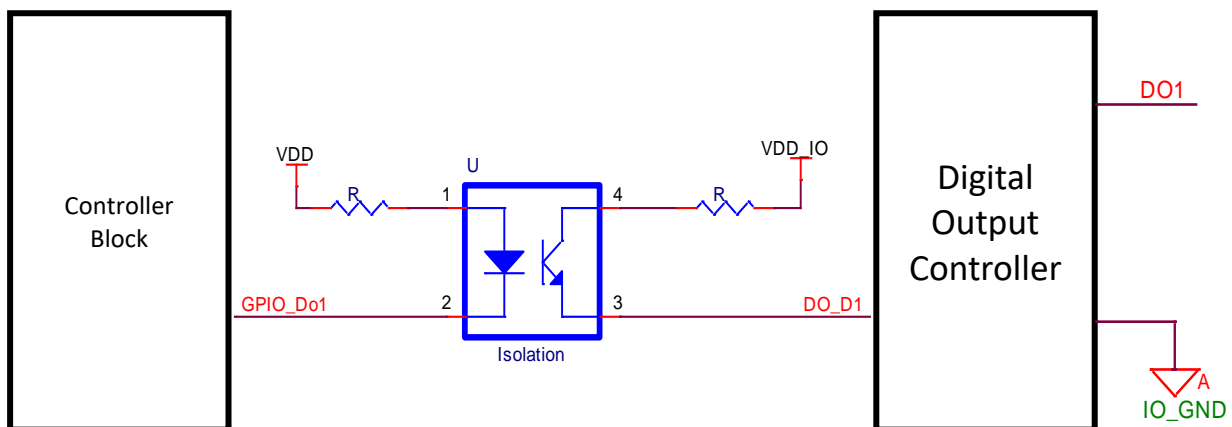 Controller
Block
VDD
R
U
1
2
GPIO_Do1
Isolation
4
3
R
VDD_IO
DO_D1
Digital
Output
Controller
DO1
A
IO_GND